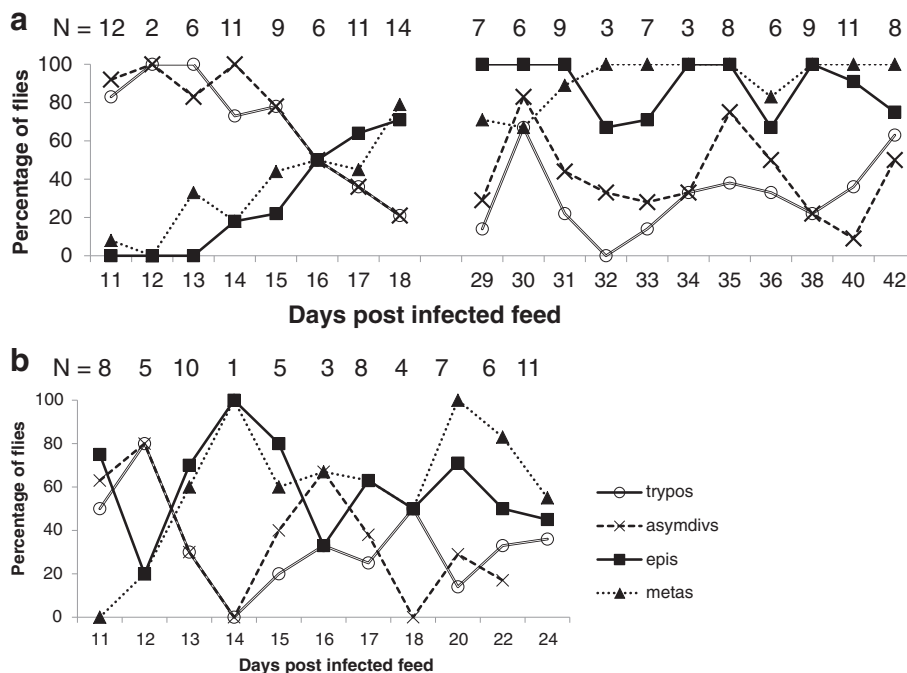 a
N = 12 2 6 11 9 6 11 14 7 6 9 3 7 3 8 6 9 11 8
Percentage of flies
100
80
60
40
20
0
11 12 13 14 15 16 17 18 29 30 31 32 33 34 35 36 38 40 42
Days post infected feed
b
N = 8 5 10 1 5 3 8 4 7 6 11
Percentage of flies
100
80
60
40
20
0
11 12 13 14 15 16 17 18 20 22 24
Days post infected feed
trypos
asymdivs
epis
metas